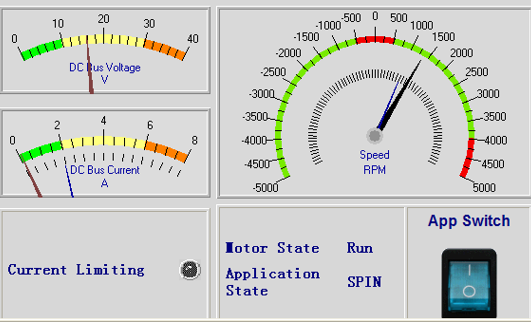 0 10 20 30 40
DC Bus Voltage
V
0 2 4 6 8
DC Bus Current
A
-5000 -4500 -4000 -3500 -3000 -2500 -2000 -1500 -1000 -500 0 500 1000 1500 2000 2500 3000 3500 4000 4500 5000
Speed
RPM
Current Limiting
Motor State Run
Application
State SPIN
App Switch
I
O